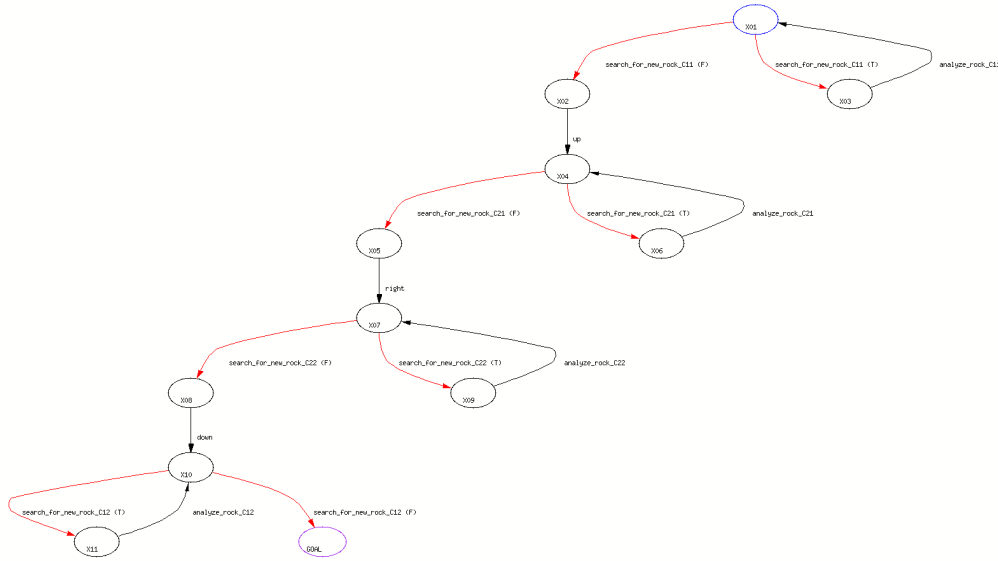 X01
search_for_new_rock_C11 (F)
search_for_new_rock_C11 (T)
analyze_rock_C11
X02
X03
up
X04
search_for_new_rock_C21 (F)
search_for_new_rock_C21 (T)
analyze_rock_C21
X05
X06
right
X07
search_for_new_rock_C22 (F)
search_for_new_rock_C22 (T)
analyze_rock_C22
X08
X09
down
X10
search_for_new_rock_C12 (T)
analyze_rock_C12
search_for_new_rock_C12 (F)
X11
GOAL